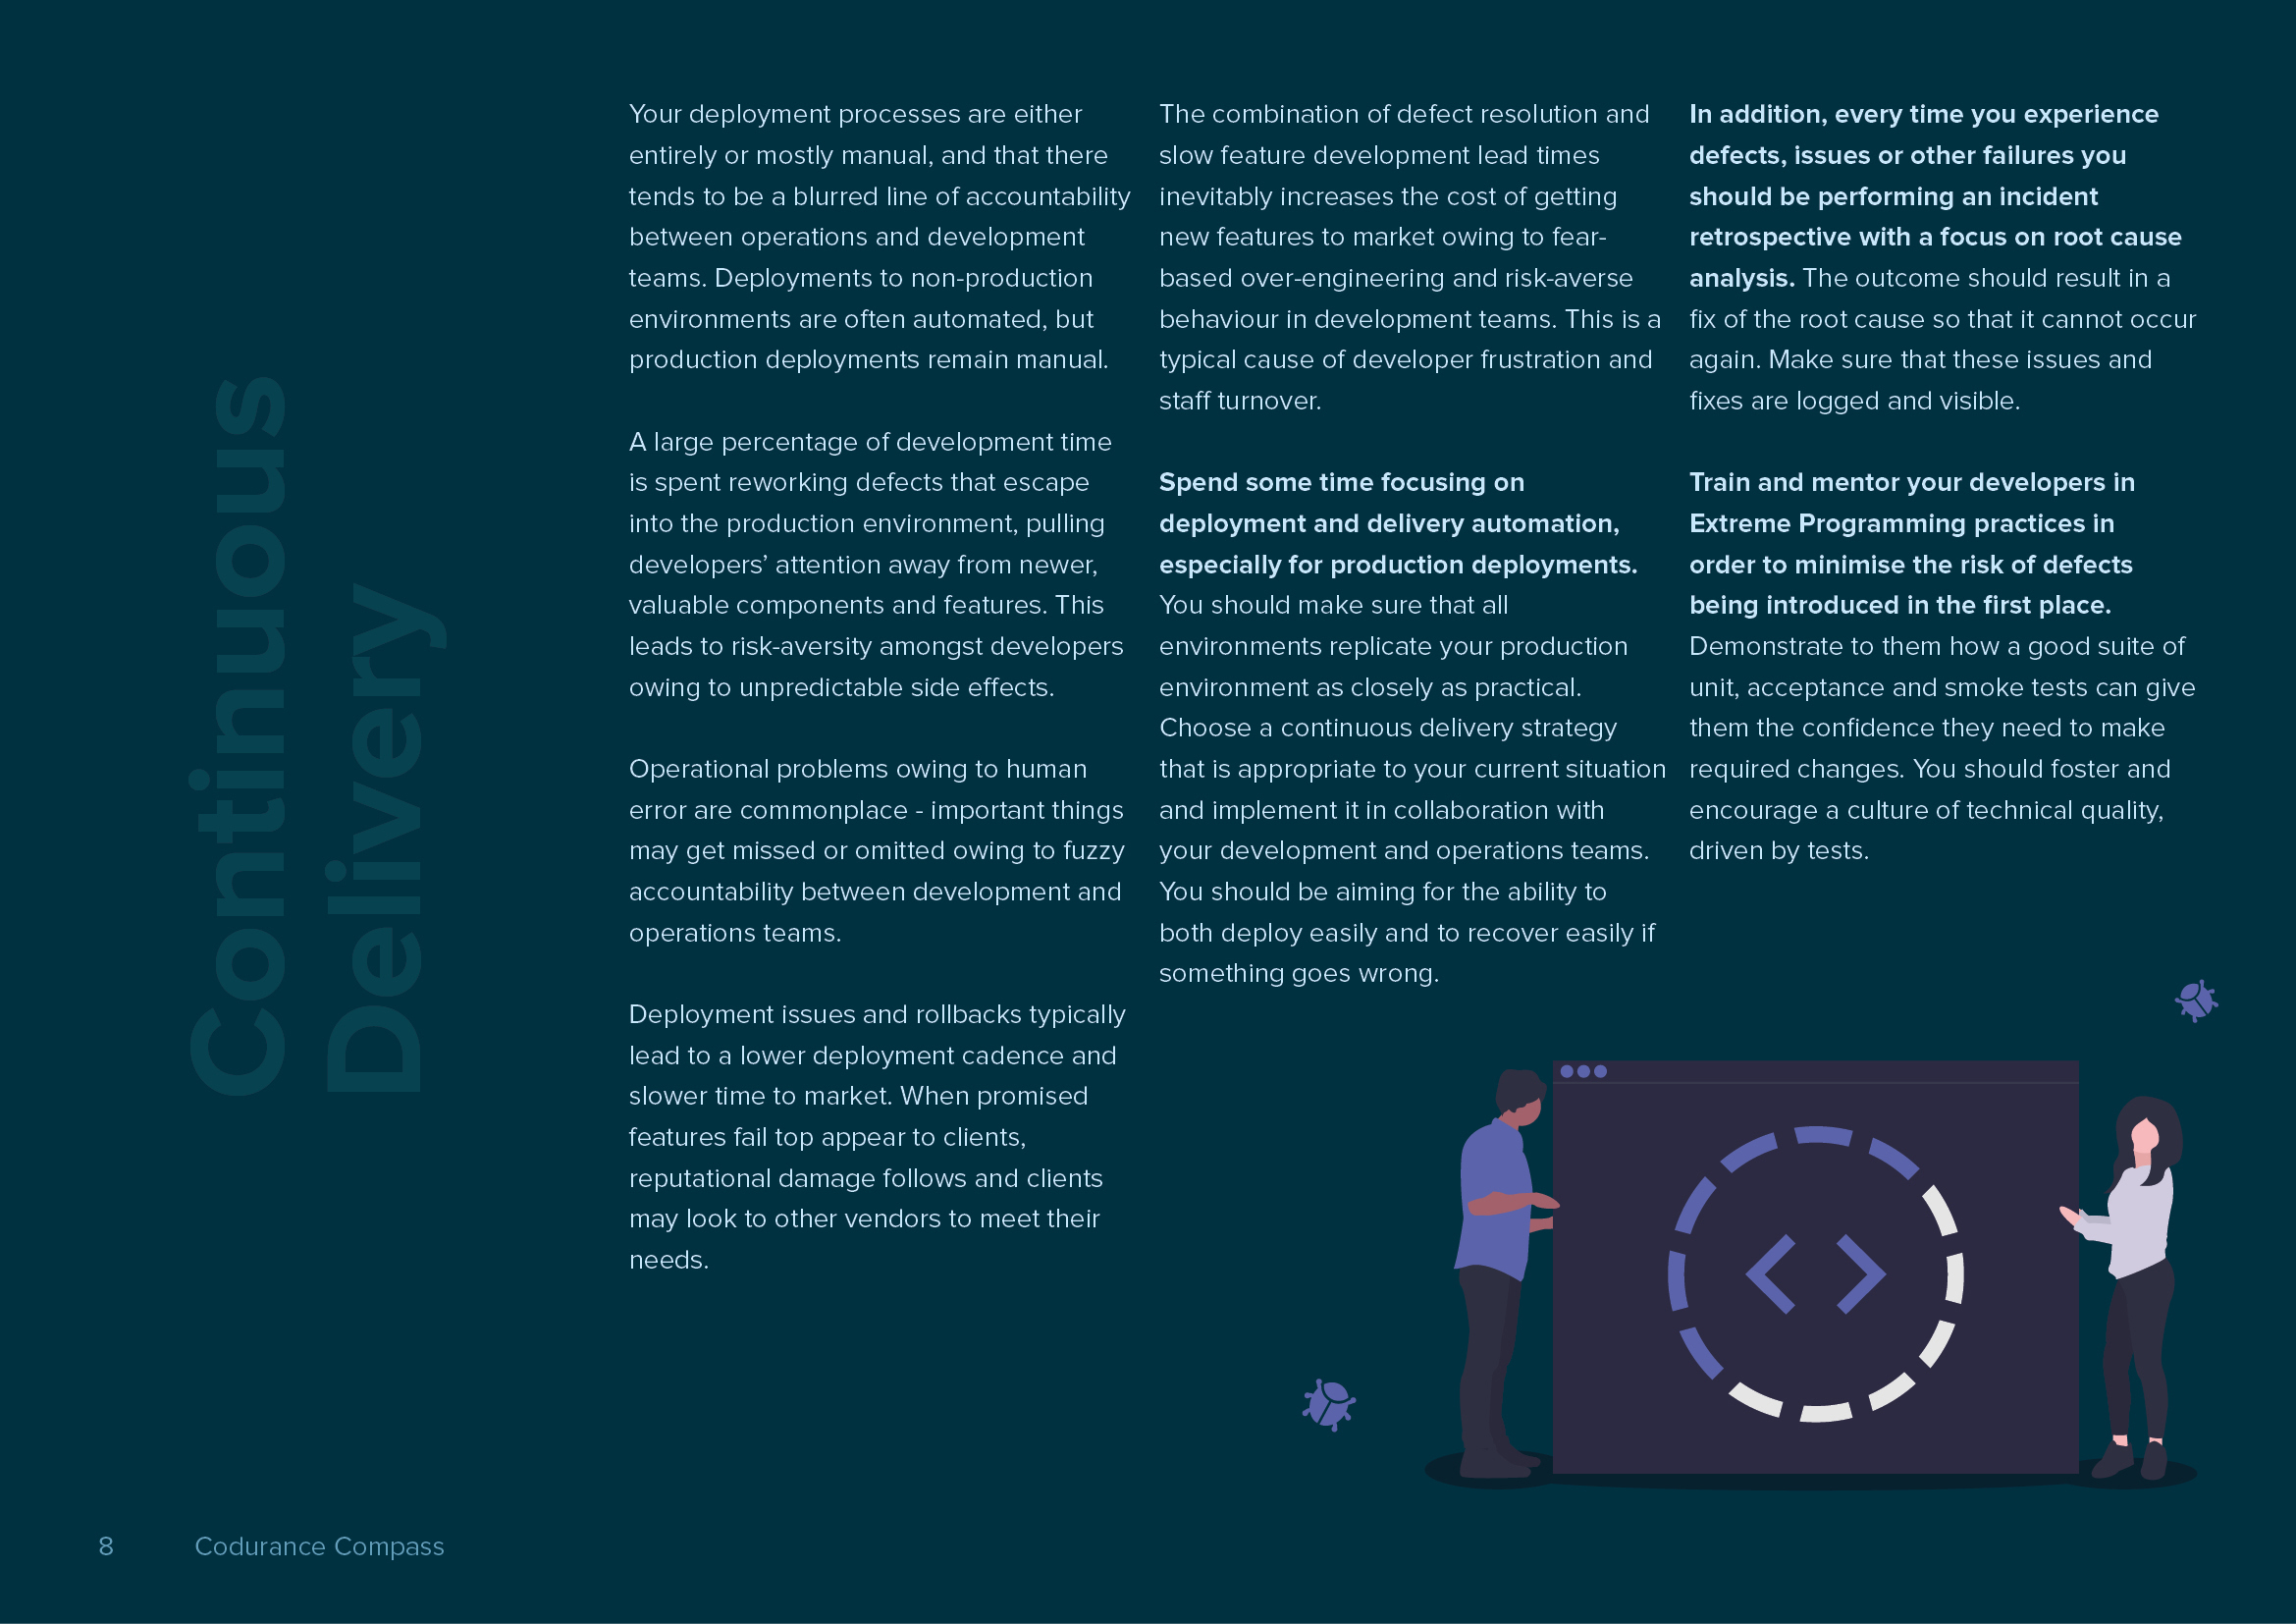 Continuous
Delivery
Your deployment processes are either
entirely or mostly manual, and that there
tends to be a blurred line of accountability
between operations and development
teams. Deployments to non-production
environments are often automated, but
production deployments remain manual.
A large percentage of development time
is spent reworking defects that escape
into the production environment, pulling
developers’ attention away from newer,
valuable components and features. This
leads to risk-aversity amongst developers
owing to unpredictable side effects.
Operational problems owing to human
error are commonplace - important things
may get missed or omitted owing to fuzzy
accountability between development and
operations teams.
Deployment issues and rollbacks typically
lead to a lower deployment cadence and
slower time to market. When promised
features fail top appear to clients,
reputational damage follows and clients
may look to other vendors to meet their
needs.
The combination of defect resolution and
slow feature development lead times
inevitably increases the cost of getting
new features to market owing to fear-
based over-engineering and risk-averse
behaviour in development teams. This is a
typical cause of developer frustration and
staff turnover.
Spend some time focusing on
deployment and delivery automation,
especially for production deployments.
You should make sure that all
environments replicate your production
environment as closely as practical.
Choose a continuous delivery strategy
that is appropriate to your current situation
and implement it in collaboration with
your development and operations teams.
You should be aiming for the ability to
both deploy easily and to recover easily if
something goes wrong.
In addition, every time you experience
defects, issues or other failures you
should be performing an incident
retrospective with a focus on root cause
analysis. The outcome should result in a
fix of the root cause so that it cannot occur
again. Make sure that these issues and
fixes are logged and visible.
Train and mentor your developers in
Extreme Programming practices in
order to minimise the risk of defects
being introduced in the first place.
Demonstrate to them how a good suite of
unit, acceptance and smoke tests can give
them the confidence they need to make
required changes. You should foster and
encourage a culture of technical quality,
driven by tests.
8 Codurance Compass